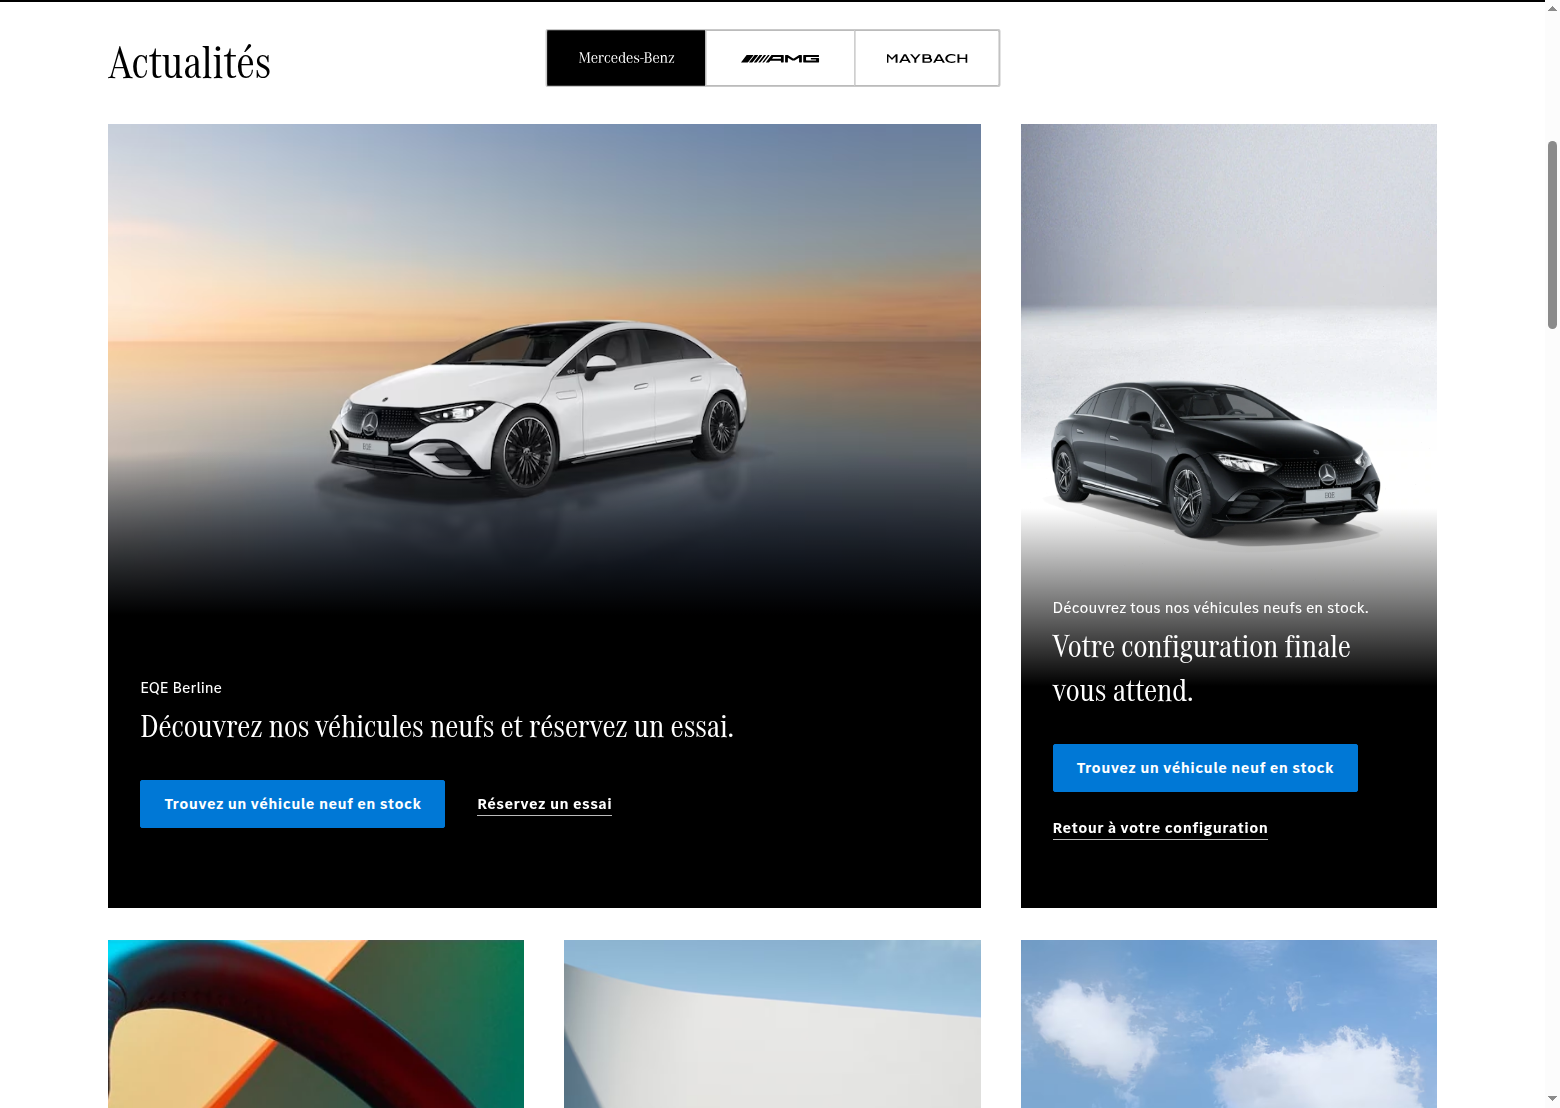 Actualités
Mercedes-Benz
AMG
MAYBACH
EQE Berline
Découvrez nos véhicules neufs et réservez un essai.
Trouvez un véhicule neuf en stock
Réservez un essai
Découvrez tous nos véhicules neufs en stock.
Votre configuration finale
vous attend.
Trouvez un véhicule neuf en stock
Retour à votre configuration
EQE
EQE